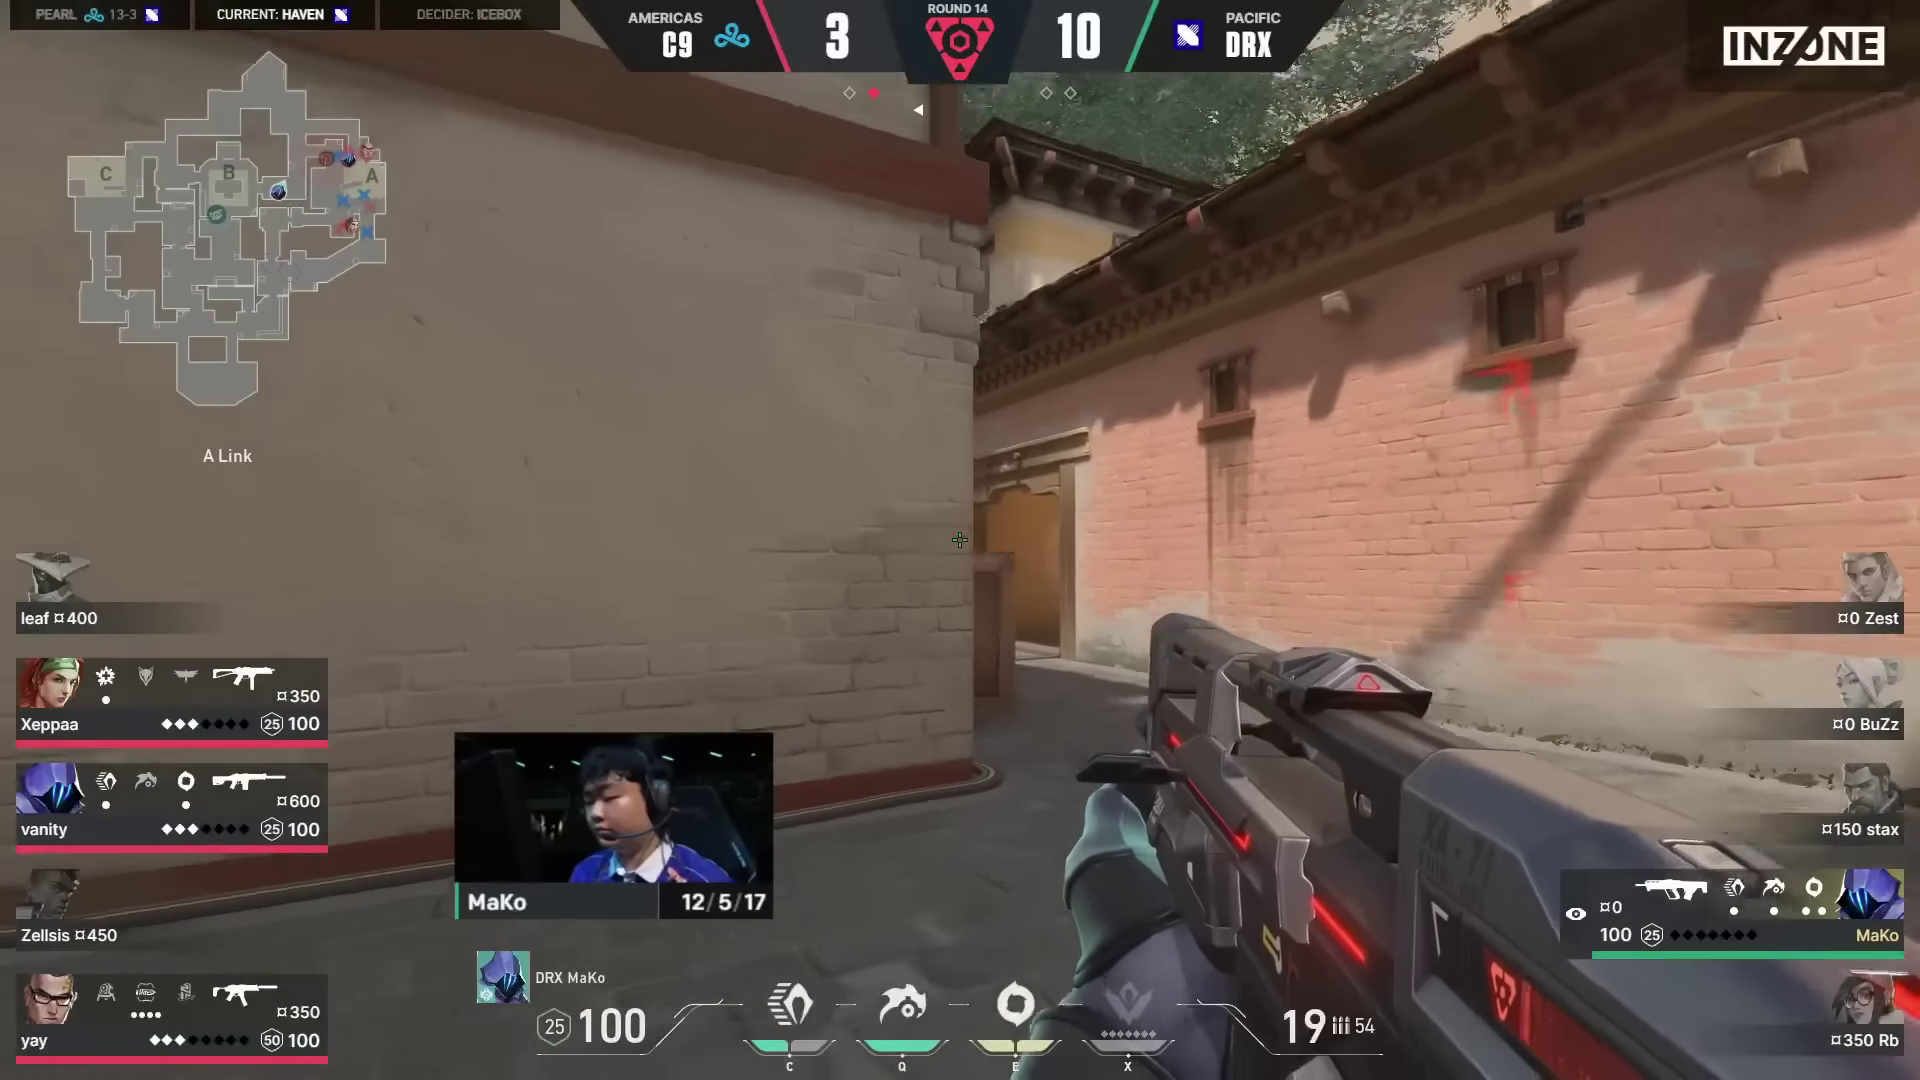 PEARL 13-3
CURRENT: HAVEN
DECIDER: ICEBOX
AMERICAS
C9
3
ROUND 14
10
PACIFIC
DRX
INZONE
C
B
A
A Link
leaf ¤400
¤350
Xeppaa 25 100
¤600
vanity 25 100
Zellsis ¤450
¤350
yay 50 100
MaKo 12/5/17
DRX MaKo
25 100
C
Q
E
X
19 54
¤0 Zest
¤0 BuZz
¤150 stax
¤0
100 25 MaKo
¤350 Rb